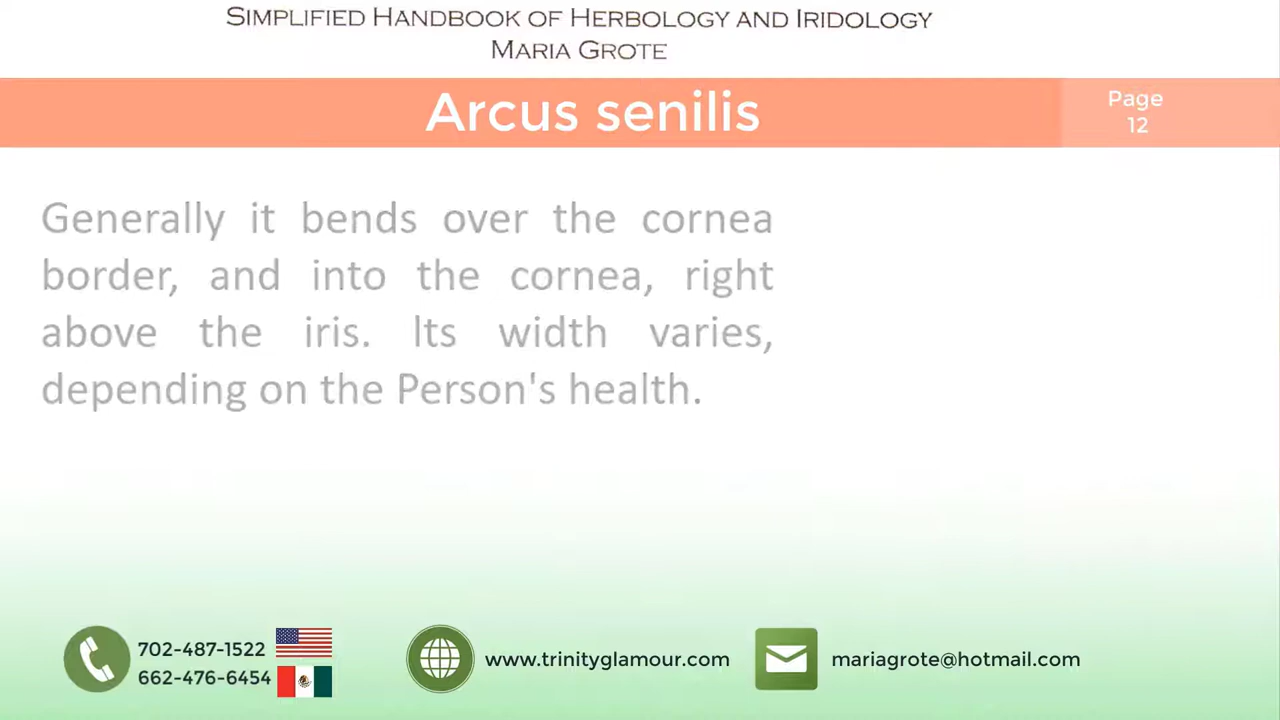 SIMPLIFIED HANDBOOK OF HERBOLOGY AND IRIDOLOGY
MARIA GROTE
Arcus senilis
Page
12
Generally it bends over the cornea
border, and into the cornea, right
above the iris. Its width varies,
depending on the Person's health.
702-487-1522
662-476-6454
www.trinityglamour.com
mariagrote@hotmail.com